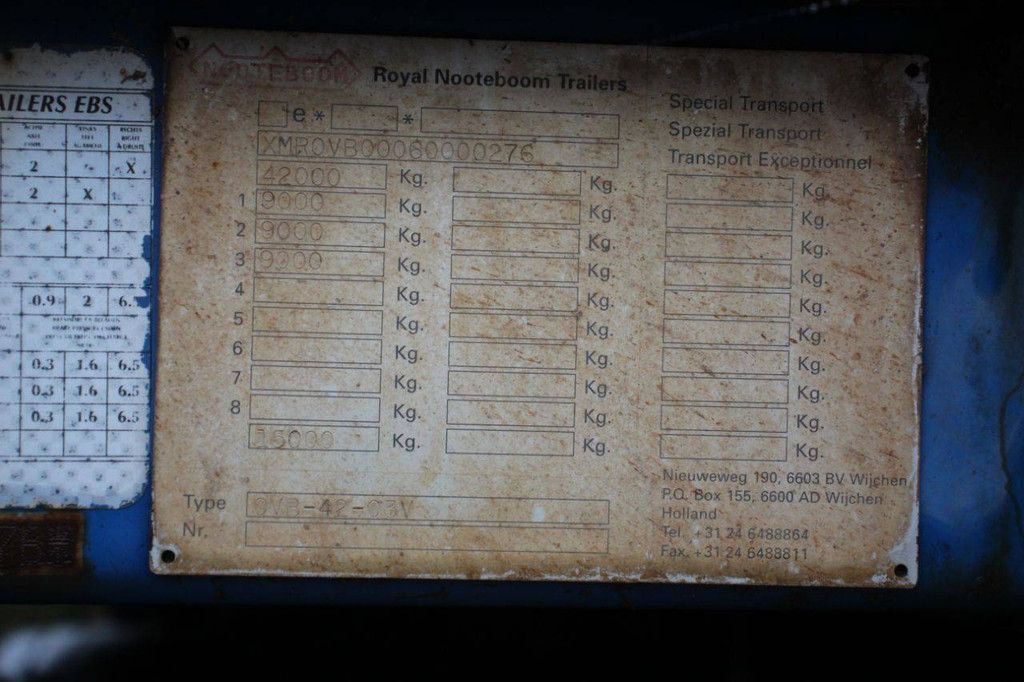 NOOTEBOOM Royal Nooteboom Trailers
Special Transport
Spezial Transport
Transport Exceptionnel
e * *
XMROVB00060000276
42000 Kg. Kg. Kg.
1 9000 Kg. Kg. Kg.
2 9000 Kg. Kg. Kg.
3 9000 Kg. Kg. Kg.
4 Kg. Kg. Kg.
5 Kg. Kg. Kg.
6 Kg. Kg. Kg.
7 Kg. Kg. Kg.
8 Kg. Kg. Kg.
15000 Kg. Kg. Kg.
Type OVB-42-03V
Nr.
Nieuweweg 190, 6603 BV Wijchen
P.O. Box 155, 6600 AD Wijchen
Holland
Tel. +31 24 6488864
Fax. +31 24 6488811
AILERS EBS
RIGHT
2 X
2 X
0.9 2 6.
0.3 1.6 6.5
0.3 1.6 6.5
0.3 1.6 6.5